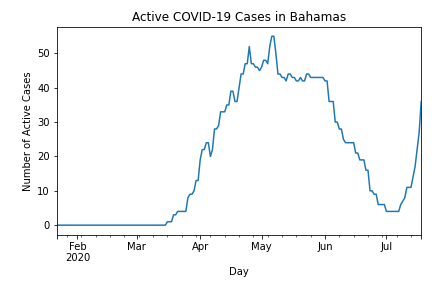 Active COVID-19 Cases in Bahamas
Number of Active Cases
50
40
30
20
10
0
Feb Mar Apr May Jun Jul
2020
Day